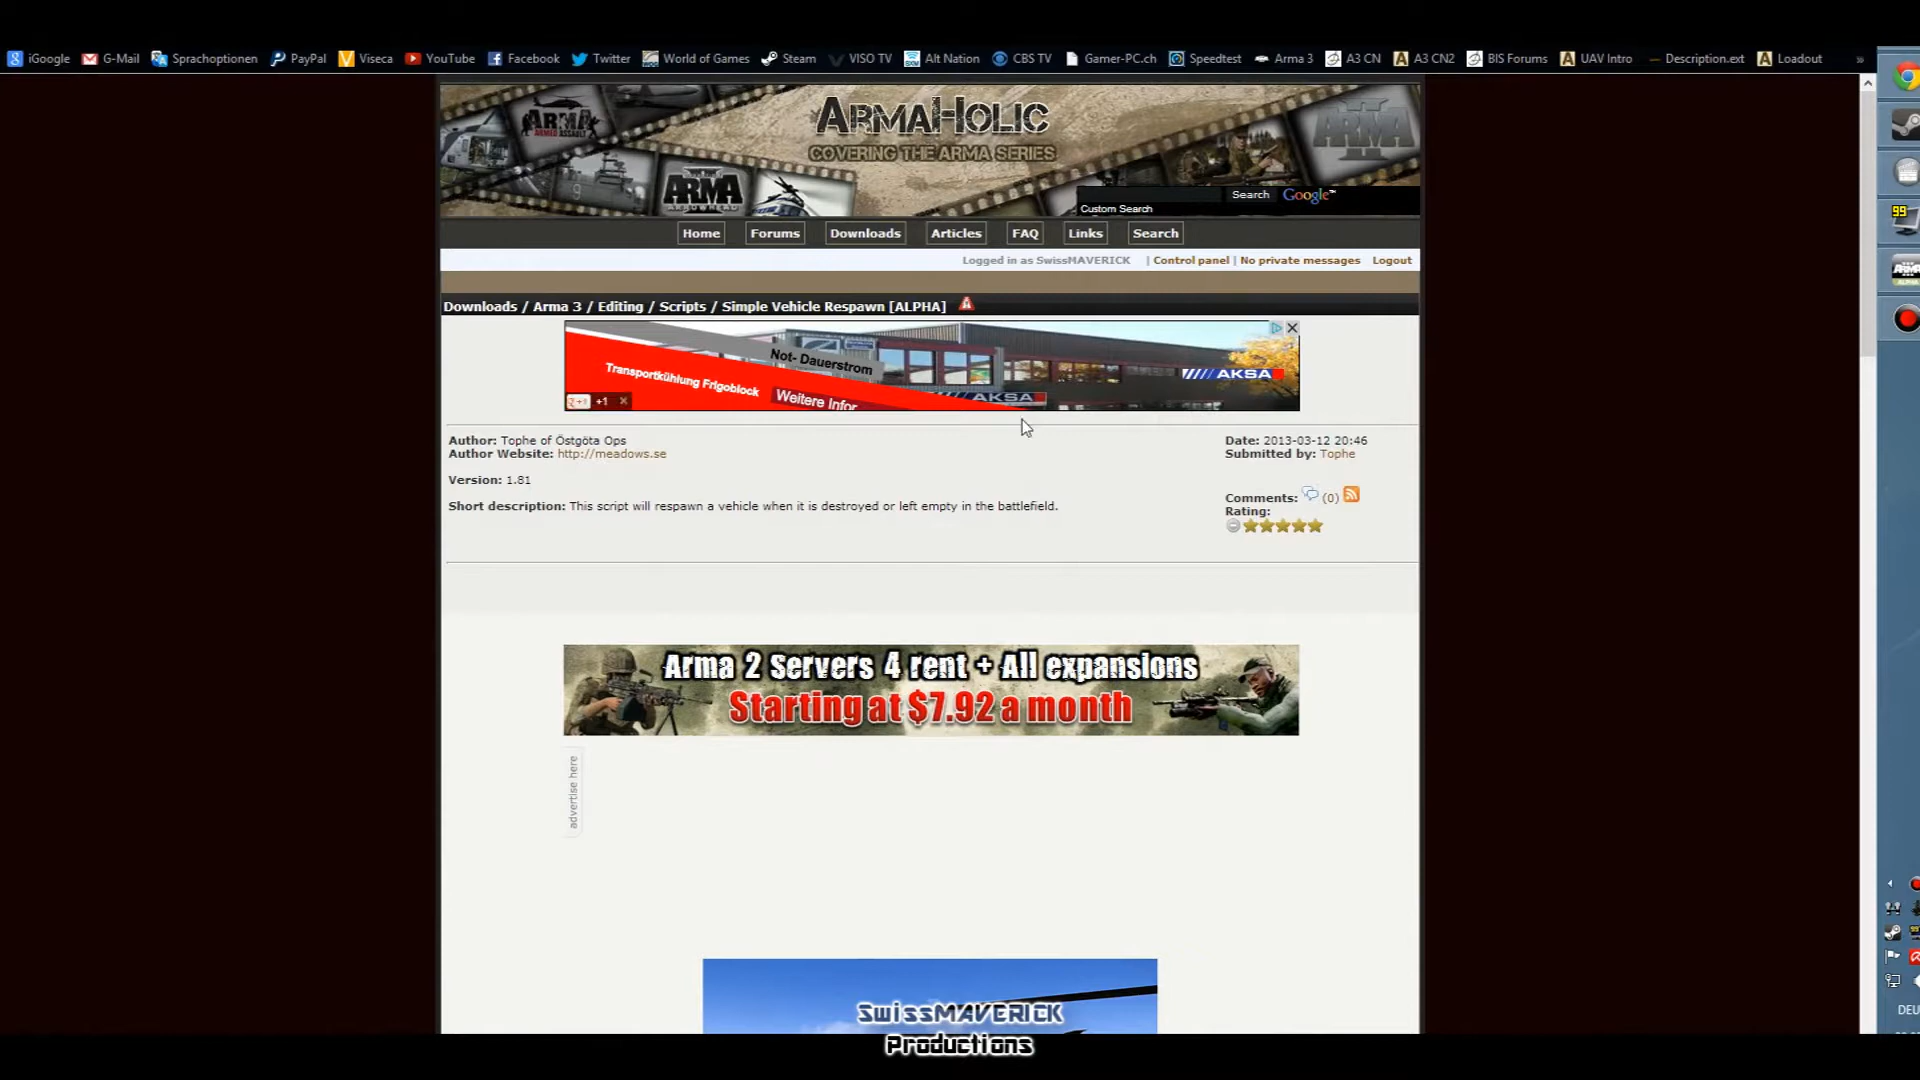 iGoogle G-Mail Sprachoptionen PayPal Viseca YouTube Facebook Twitter World of Games Steam VISO TV Alt Nation CBS TV Gamer-PC.ch Speedtest Arma 3 A3 CN A3 CN2 BIS Forums UAV Intro Description.ext Loadout »
ARMAHOLIC
COVERING THE ARMA SERIES
Search Google™
Custom Search
Home Forums Downloads Articles FAQ Links Search
Logged in as SwissMAVERICK | Control panel | No private messages Logout
Downloads / Arma 3 / Editing / Scripts / Simple Vehicle Respawn [ALPHA]
Not- Dauerstrom
Transportkühlung Frigoblock
Weitere Infor
AKSA
AKSA
+1
Author: Tophe of Östgöta Ops
Author Website: http://meadows.se
Date: 2013-03-12 20:46
Submitted by: Tophe
Version: 1.81
Short description: This script will respawn a vehicle when it is destroyed or left empty in the battlefield.
Comments: (0)
Rating:
Arma 2 Servers 4 rent + All expansions
Starting at $7.92 a month
advertise here
SwissMAVERICK
Productions
DEU